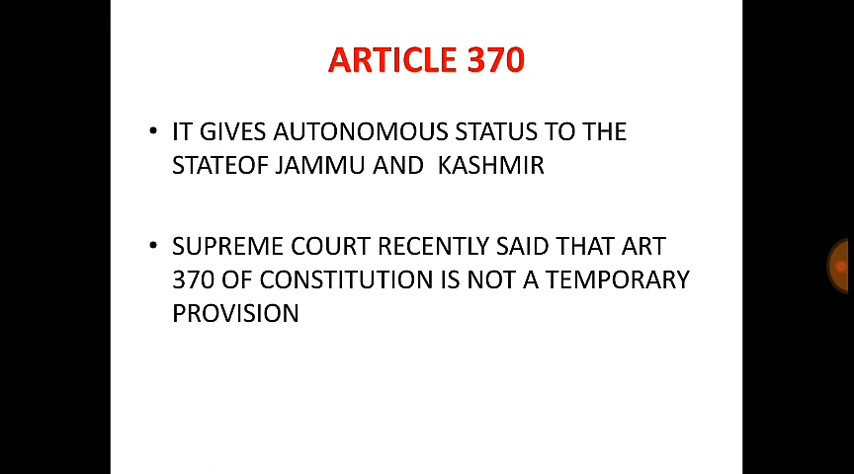 ARTICLE 370
• IT GIVES AUTONOMOUS STATUS TO THE
STATEOF JAMMU AND KASHMIR
• SUPREME COURT RECENTLY SAID THAT ART
370 OF CONSTITUTION IS NOT A TEMPORARY
PROVISION